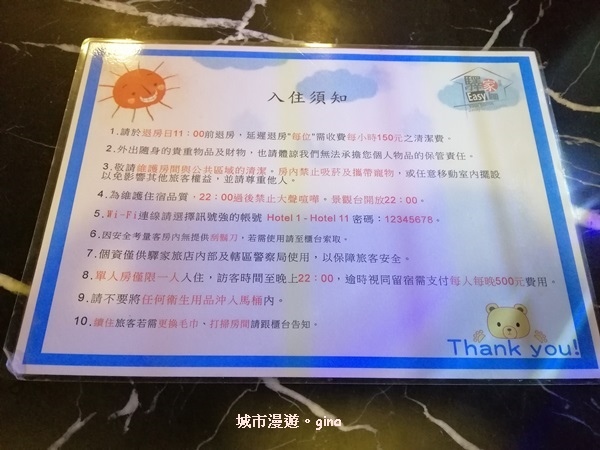 驛家
Easy
入住須知
1.請於退房日11：00前退房，延遲退房"每位"需收費每小時150元之清潔費。
2.外出隨身的貴重物品及財物，也請體諒我們無法承擔您個人物品的保管責任。
3.敬請維護房間與公共區域的清潔。房內禁止吸菸及攜帶寵物，或任意移動室內擺設
以免影響其他旅客權益，並請尊重他人。
4.為維護住宿品質，22：00過後禁止大聲喧嘩，景觀台開放22：00。
5.Wi-Fi連線請選擇訊號強的帳號 Hotel 1 - Hotel 11 密碼：12345678。
6.因安全考量客房內無提供刮鬍刀，若需使用請至櫃台索取。
7.個資僅供驛家旅店內部及轄區警察局使用，以保障旅客安全。
8.單人房僅限一人入住，訪客時間至晚上22：00，逾時視同留宿需支付每人每晚500元費用。
9.請不要將任何衛生用品沖入馬桶內。
10.續住旅客若需更換毛巾、打掃房間請跟櫃台告知。
Thank you!
城市漫遊。gino